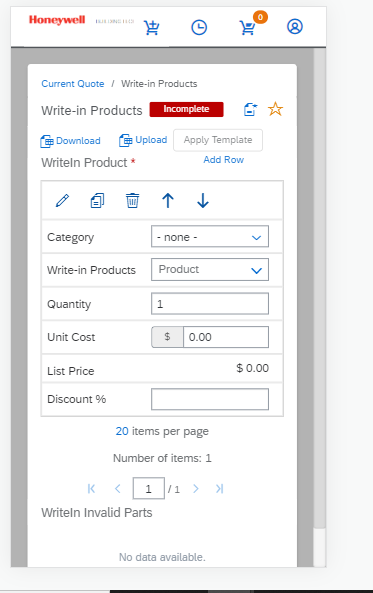 Honeywell
0
Current Quote / Write-in Products
Write-in Products Incomplete
Download Upload Apply Template
WriteIn Product * Add Row
Category - none -
Write-in Products Product
Quantity 1
Unit Cost $ 0.00
List Price $ 0.00
Discount %
20 items per page
Number of items: 1
1 / 1
WriteIn Invalid Parts
No data available.